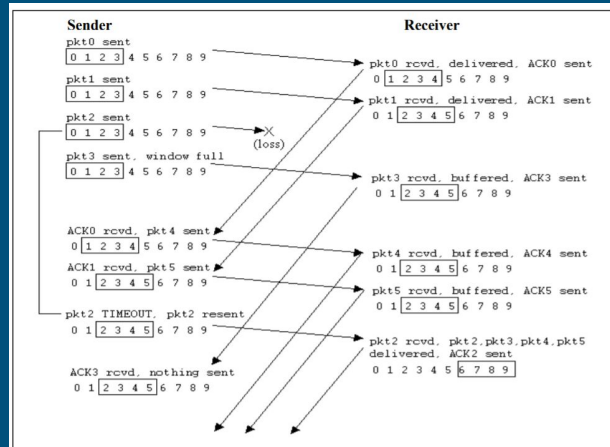 Sender
pkt0 sent
0 1 2 3 4 5 6 7 8 9
pkt1 sent
0 1 2 3 4 5 6 7 8 9
pkt2 sent
0 1 2 3 4 5 6 7 8 9
(loss)
pkt3 sent, window full
0 1 2 3 4 5 6 7 8 9
ACK0 rcvd, pkt4 sent
0 1 2 3 4 5 6 7 8 9
ACK1 rcvd, pkt5 sent
0 1 2 3 4 5 6 7 8 9
pkt2 TIMEOUT, pkt2 resent
0 1 2 3 4 5 6 7 8 9
ACK3 rcvd, nothing sent
0 1 2 3 4 5 6 7 8 9
Receiver
pkt0 rcvd, delivered, ACK0 sent
0 1 2 3 4 5 6 7 8 9
pkt1 rcvd, delivered, ACK1 sent
0 1 2 3 4 5 6 7 8 9
pkt3 rcvd, buffered, ACK3 sent
0 1 2 3 4 5 6 7 8 9
pkt4 rcvd, buffered, ACK4 sent
0 1 2 3 4 5 6 7 8 9
pkt5 rcvd, buffered, ACK5 sent
0 1 2 3 4 5 6 7 8 9
pkt2 rcvd, pkt2,pkt3,pkt4,pkt5
delivered, ACK2 sent
0 1 2 3 4 5 6 7 8 9